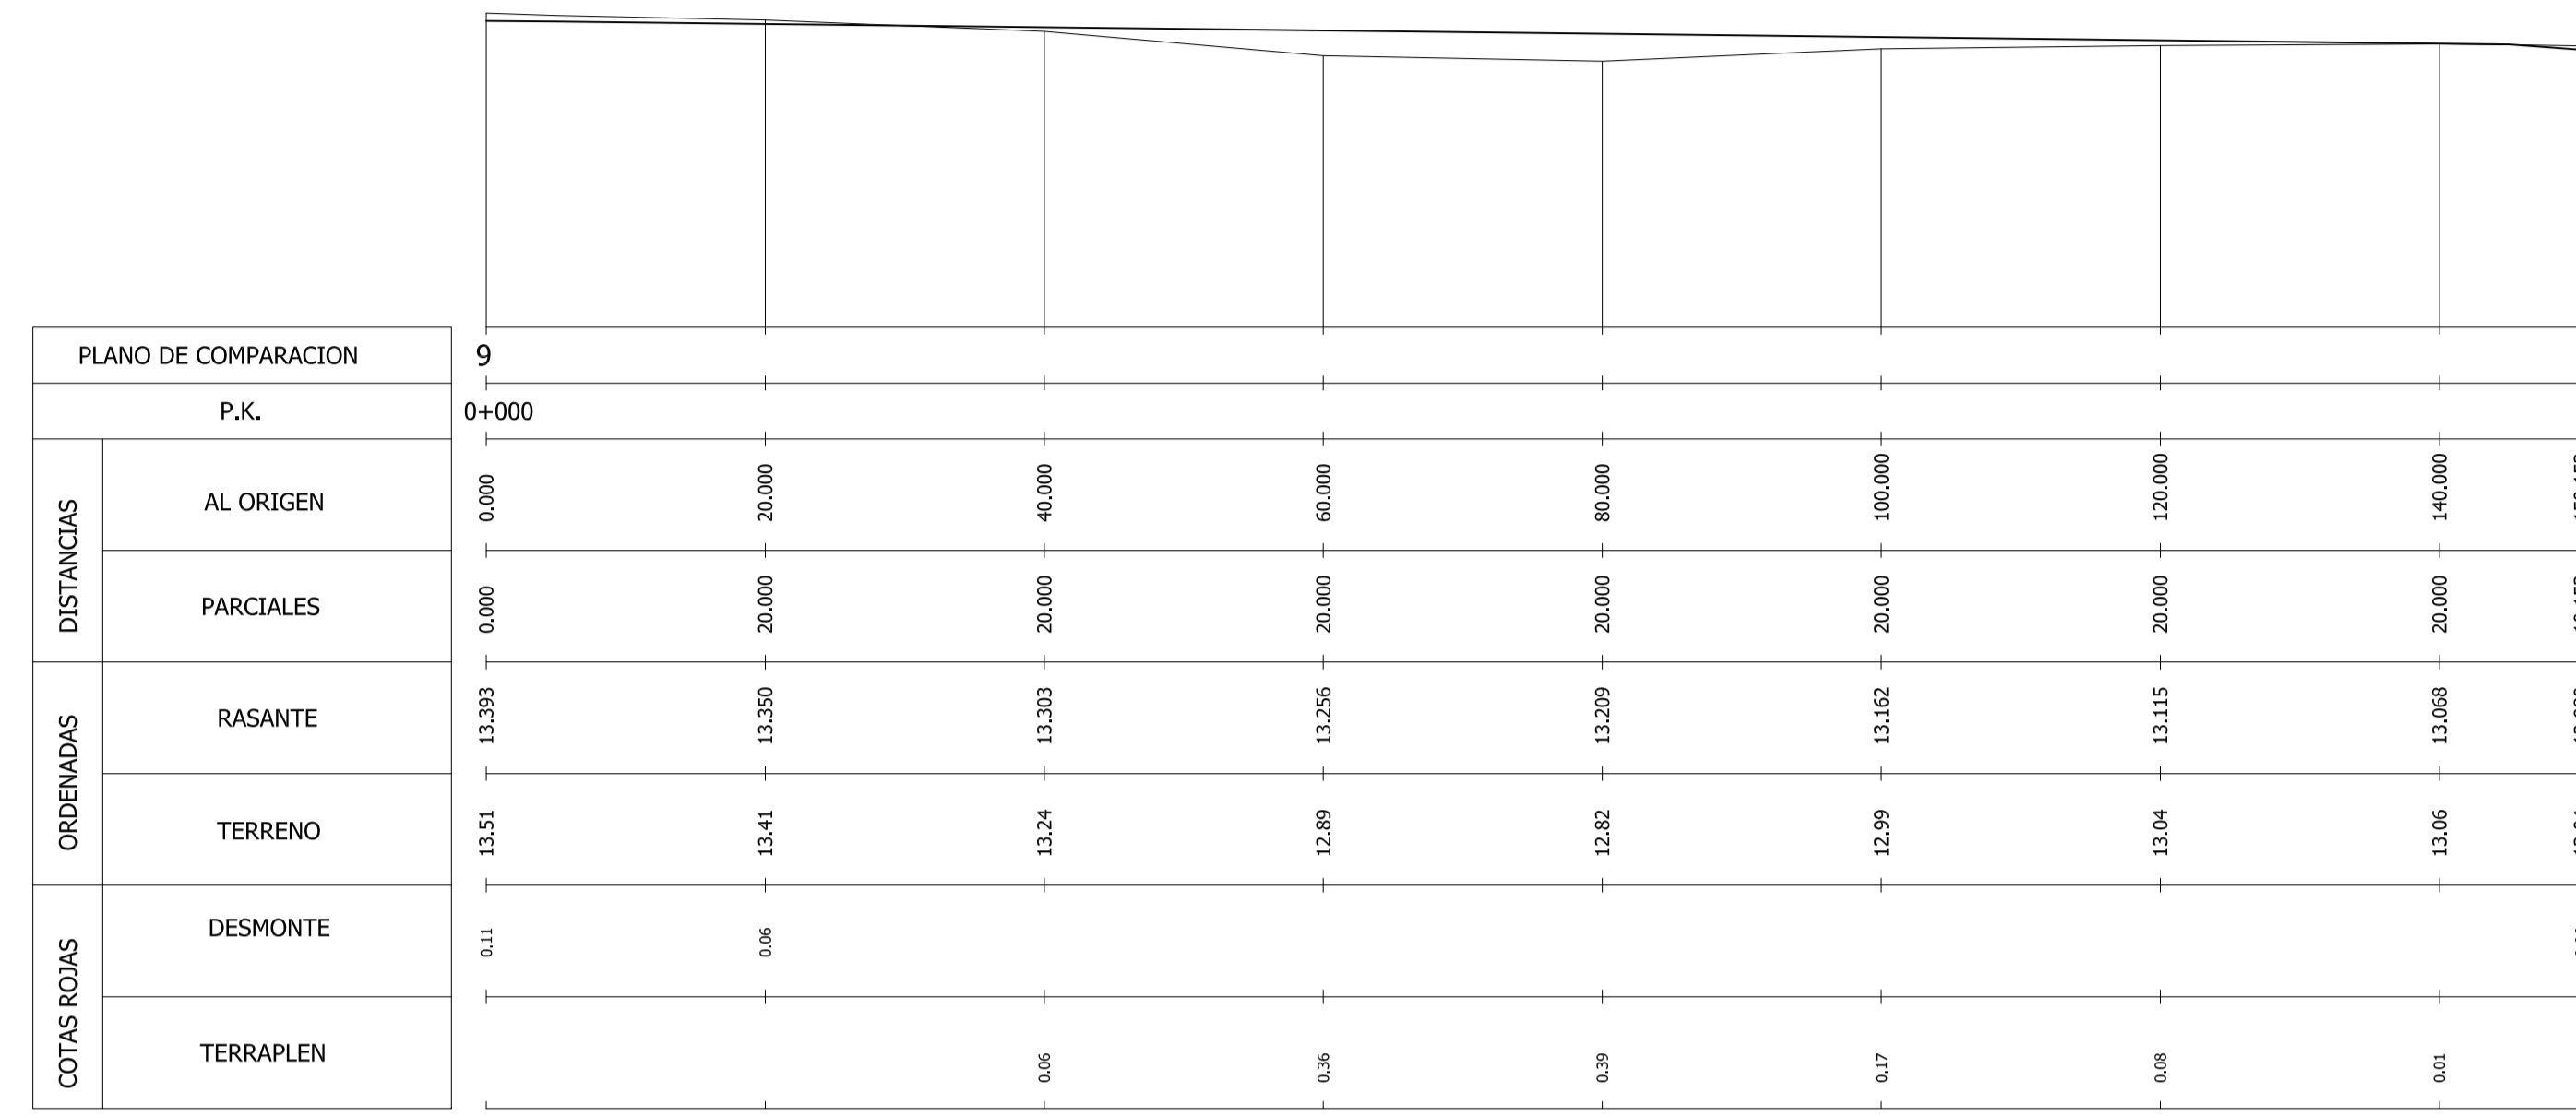 PLANO DE COMPARACION 9
P.K. 0+000
DISTANCIAS
AL ORIGEN 0.000 20.000 40.000 60.000 80.000 100.000 120.000 140.000
PARCIALES 0.000 20.000 20.000 20.000 20.000 20.000 20.000 20.000
ORDENADAS
RASANTE 13.393 13.350 13.303 13.256 13.209 13.162 13.115 13.068
TERRENO 13.51 13.41 13.24 12.89 12.82 12.99 13.04 13.06
COTAS ROJAS
DESMONTE 0.11 0.06
TERRAPLEN 0.06 0.36 0.39 0.17 0.08 0.01